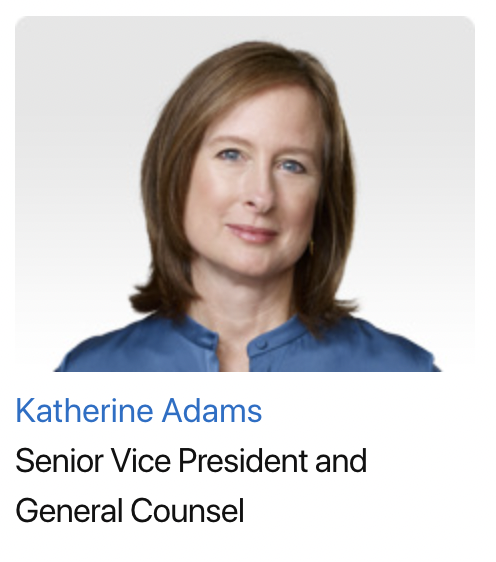 Katherine Adams
Senior Vice President and
General Counsel